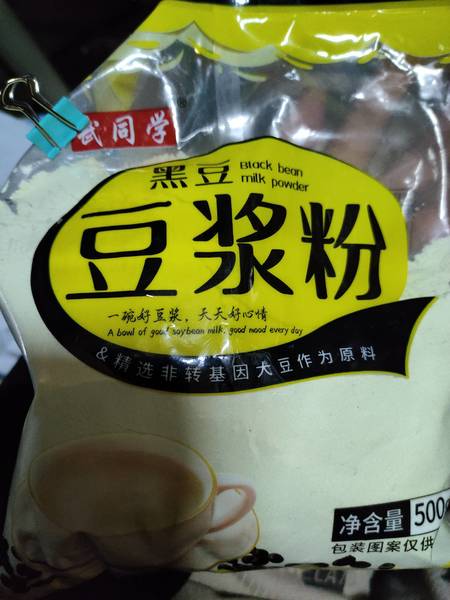 武同学
黑豆
Black bean
milk powder
豆浆粉
一碗好豆浆，天天好心情
A bowl of good soybean milk, good mood every day
&精选非转基因大豆作为原料
净含量 500
包装图案仅供